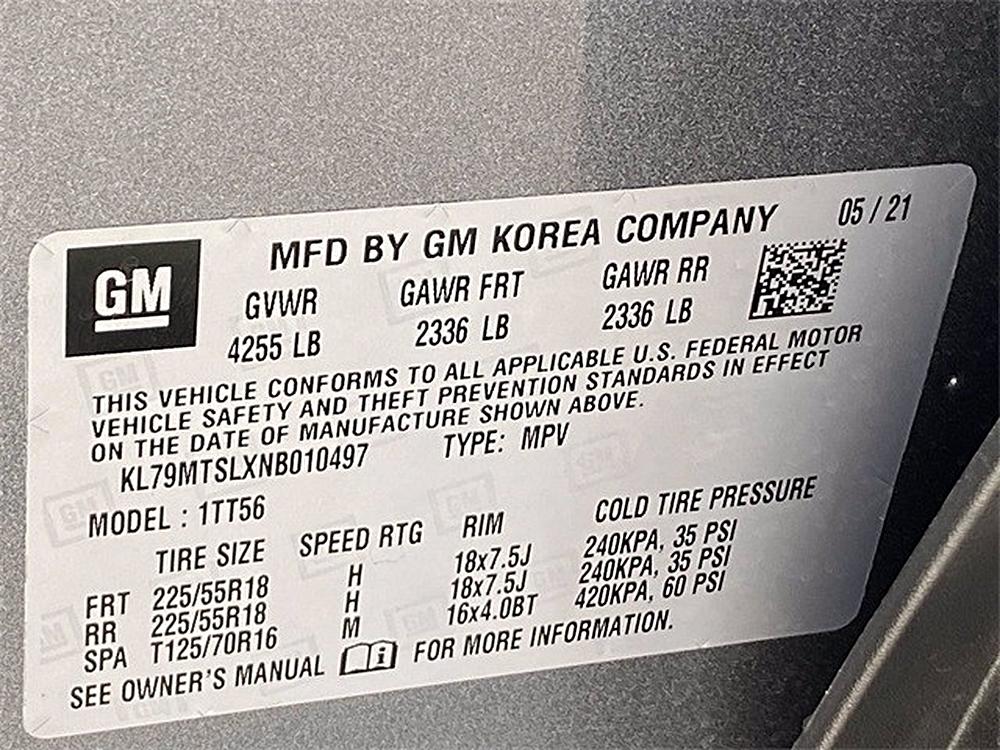 GM
MFD BY GM KOREA COMPANY 05 / 21
GVWR GAWR FRT GAWR RR
4255 LB 2336 LB 2336 LB
THIS VEHICLE CONFORMS TO ALL APPLICABLE U.S. FEDERAL MOTOR
VEHICLE SAFETY AND THEFT PREVENTION STANDARDS IN EFFECT
ON THE DATE OF MANUFACTURE SHOWN ABOVE.
KL79MTSLXNB010497 TYPE: MPV
MODEL : 1TT56
TIRE SIZE SPEED RTG RIM COLD TIRE PRESSURE
FRT 225/55R18 H 18x7.5J 240KPA, 35 PSI
RR 225/55R18 H 18x7.5J 240KPA, 35 PSI
SPA T125/70R16 M 16x4.0BT 420KPA, 60 PSI
SEE OWNER'S MANUAL i FOR MORE INFORMATION.